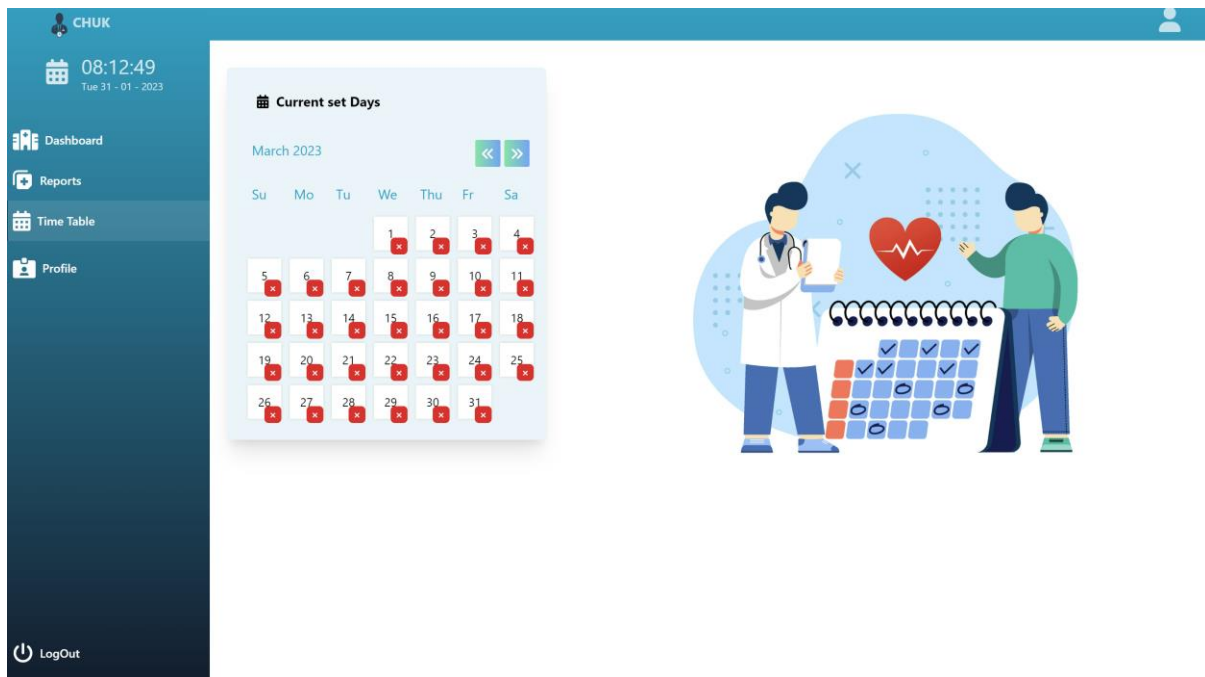 CHUK
08:12:49
Tue 31 - 01 - 2023
Dashboard
Reports
Time Table
Profile
LogOut
Current set Days
March 2023
Su Mo Tu We Thu Fr Sa
1 2 3 4
5 6 7 8 9 10 11
12 13 14 15 16 17 18
19 20 21 22 23 24 25
26 27 28 29 30 31